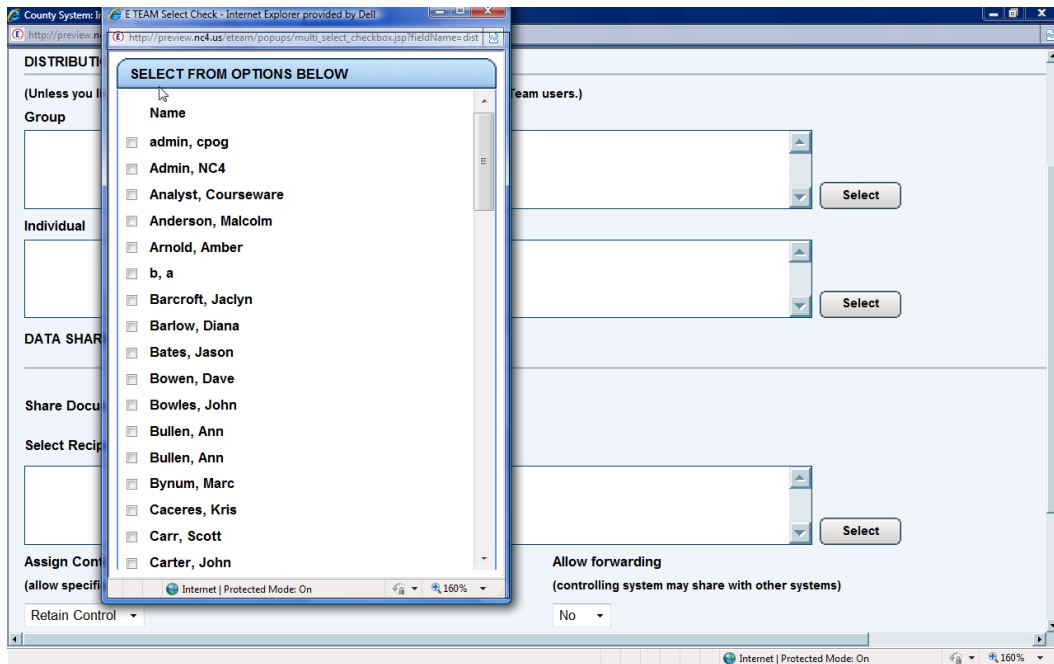 County System: I
E TEAM Select Check - Internet Explorer provided by Dell
http://preview.n
http://preview.nc4.us/eteam/popups/multi_select_checkbox.jsp?fieldName=dist
DISTRIBUTI
SELECT FROM OPTIONS BELOW
(Unless you li
Team users.)
Group
Name
admin, cpog
Admin, NC4
Analyst, Courseware
Select
Anderson, Malcolm
Individual
Arnold, Amber
b, a
Barcroft, Jaclyn
Select
Barlow, Diana
DATA SHAR
Bates, Jason
Bowen, Dave
Share Docu
Bowles, John
Bullen, Ann
Select Recip
Bullen, Ann
Bynum, Marc
Caceres, Kris
Carr, Scott
Select
Assign Cont
Carter, John
Allow forwarding
(allow specifi
Internet | Protected Mode: On
160%
(controlling system may share with other systems)
Retain Control
No
Internet | Protected Mode: On
160%